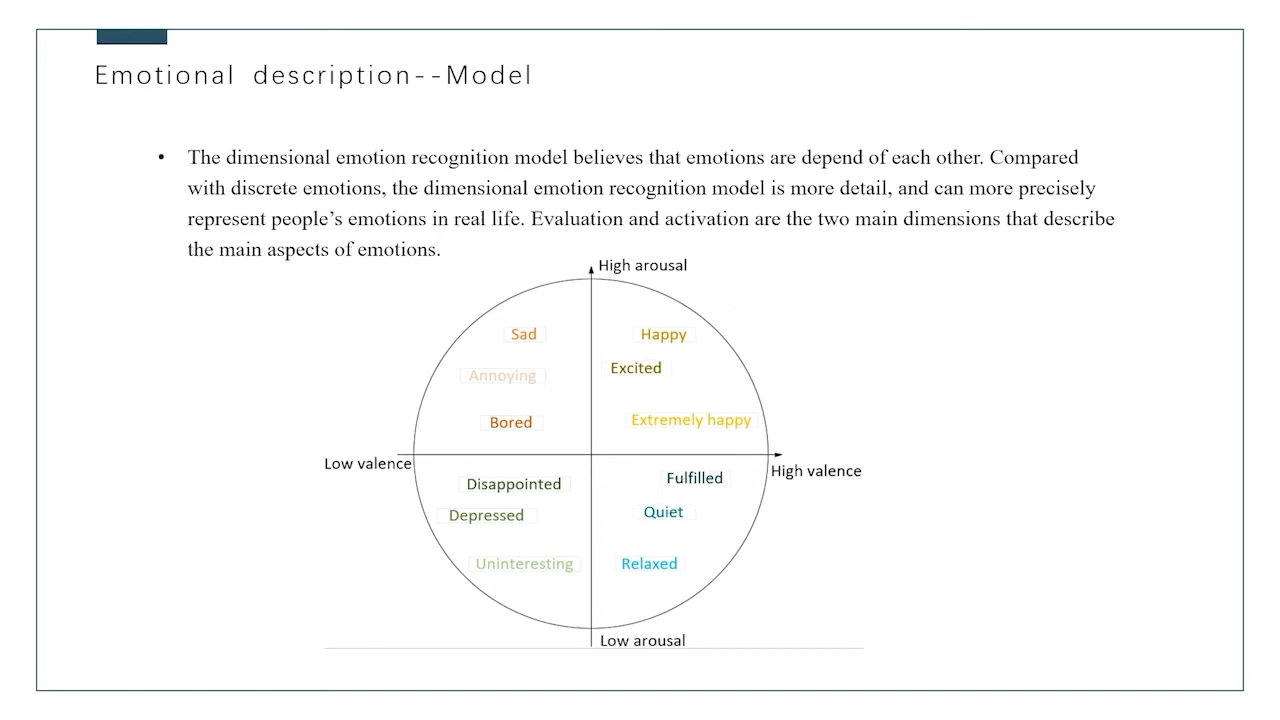 Emotional description--Model
• The dimensional emotion recognition model believes that emotions are depend of each other. Compared
with discrete emotions, the dimensional emotion recognition model is more detail, and can more precisely
represent people’s emotions in real life. Evaluation and activation are the two main dimensions that describe
the main aspects of emotions.
High arousal
Sad
Happy
Excited
Annoying
Bored
Extremely happy
Low valence
High valence
Disappointed
Fulfilled
Depressed
Quiet
Uninteresting
Relaxed
Low arousal